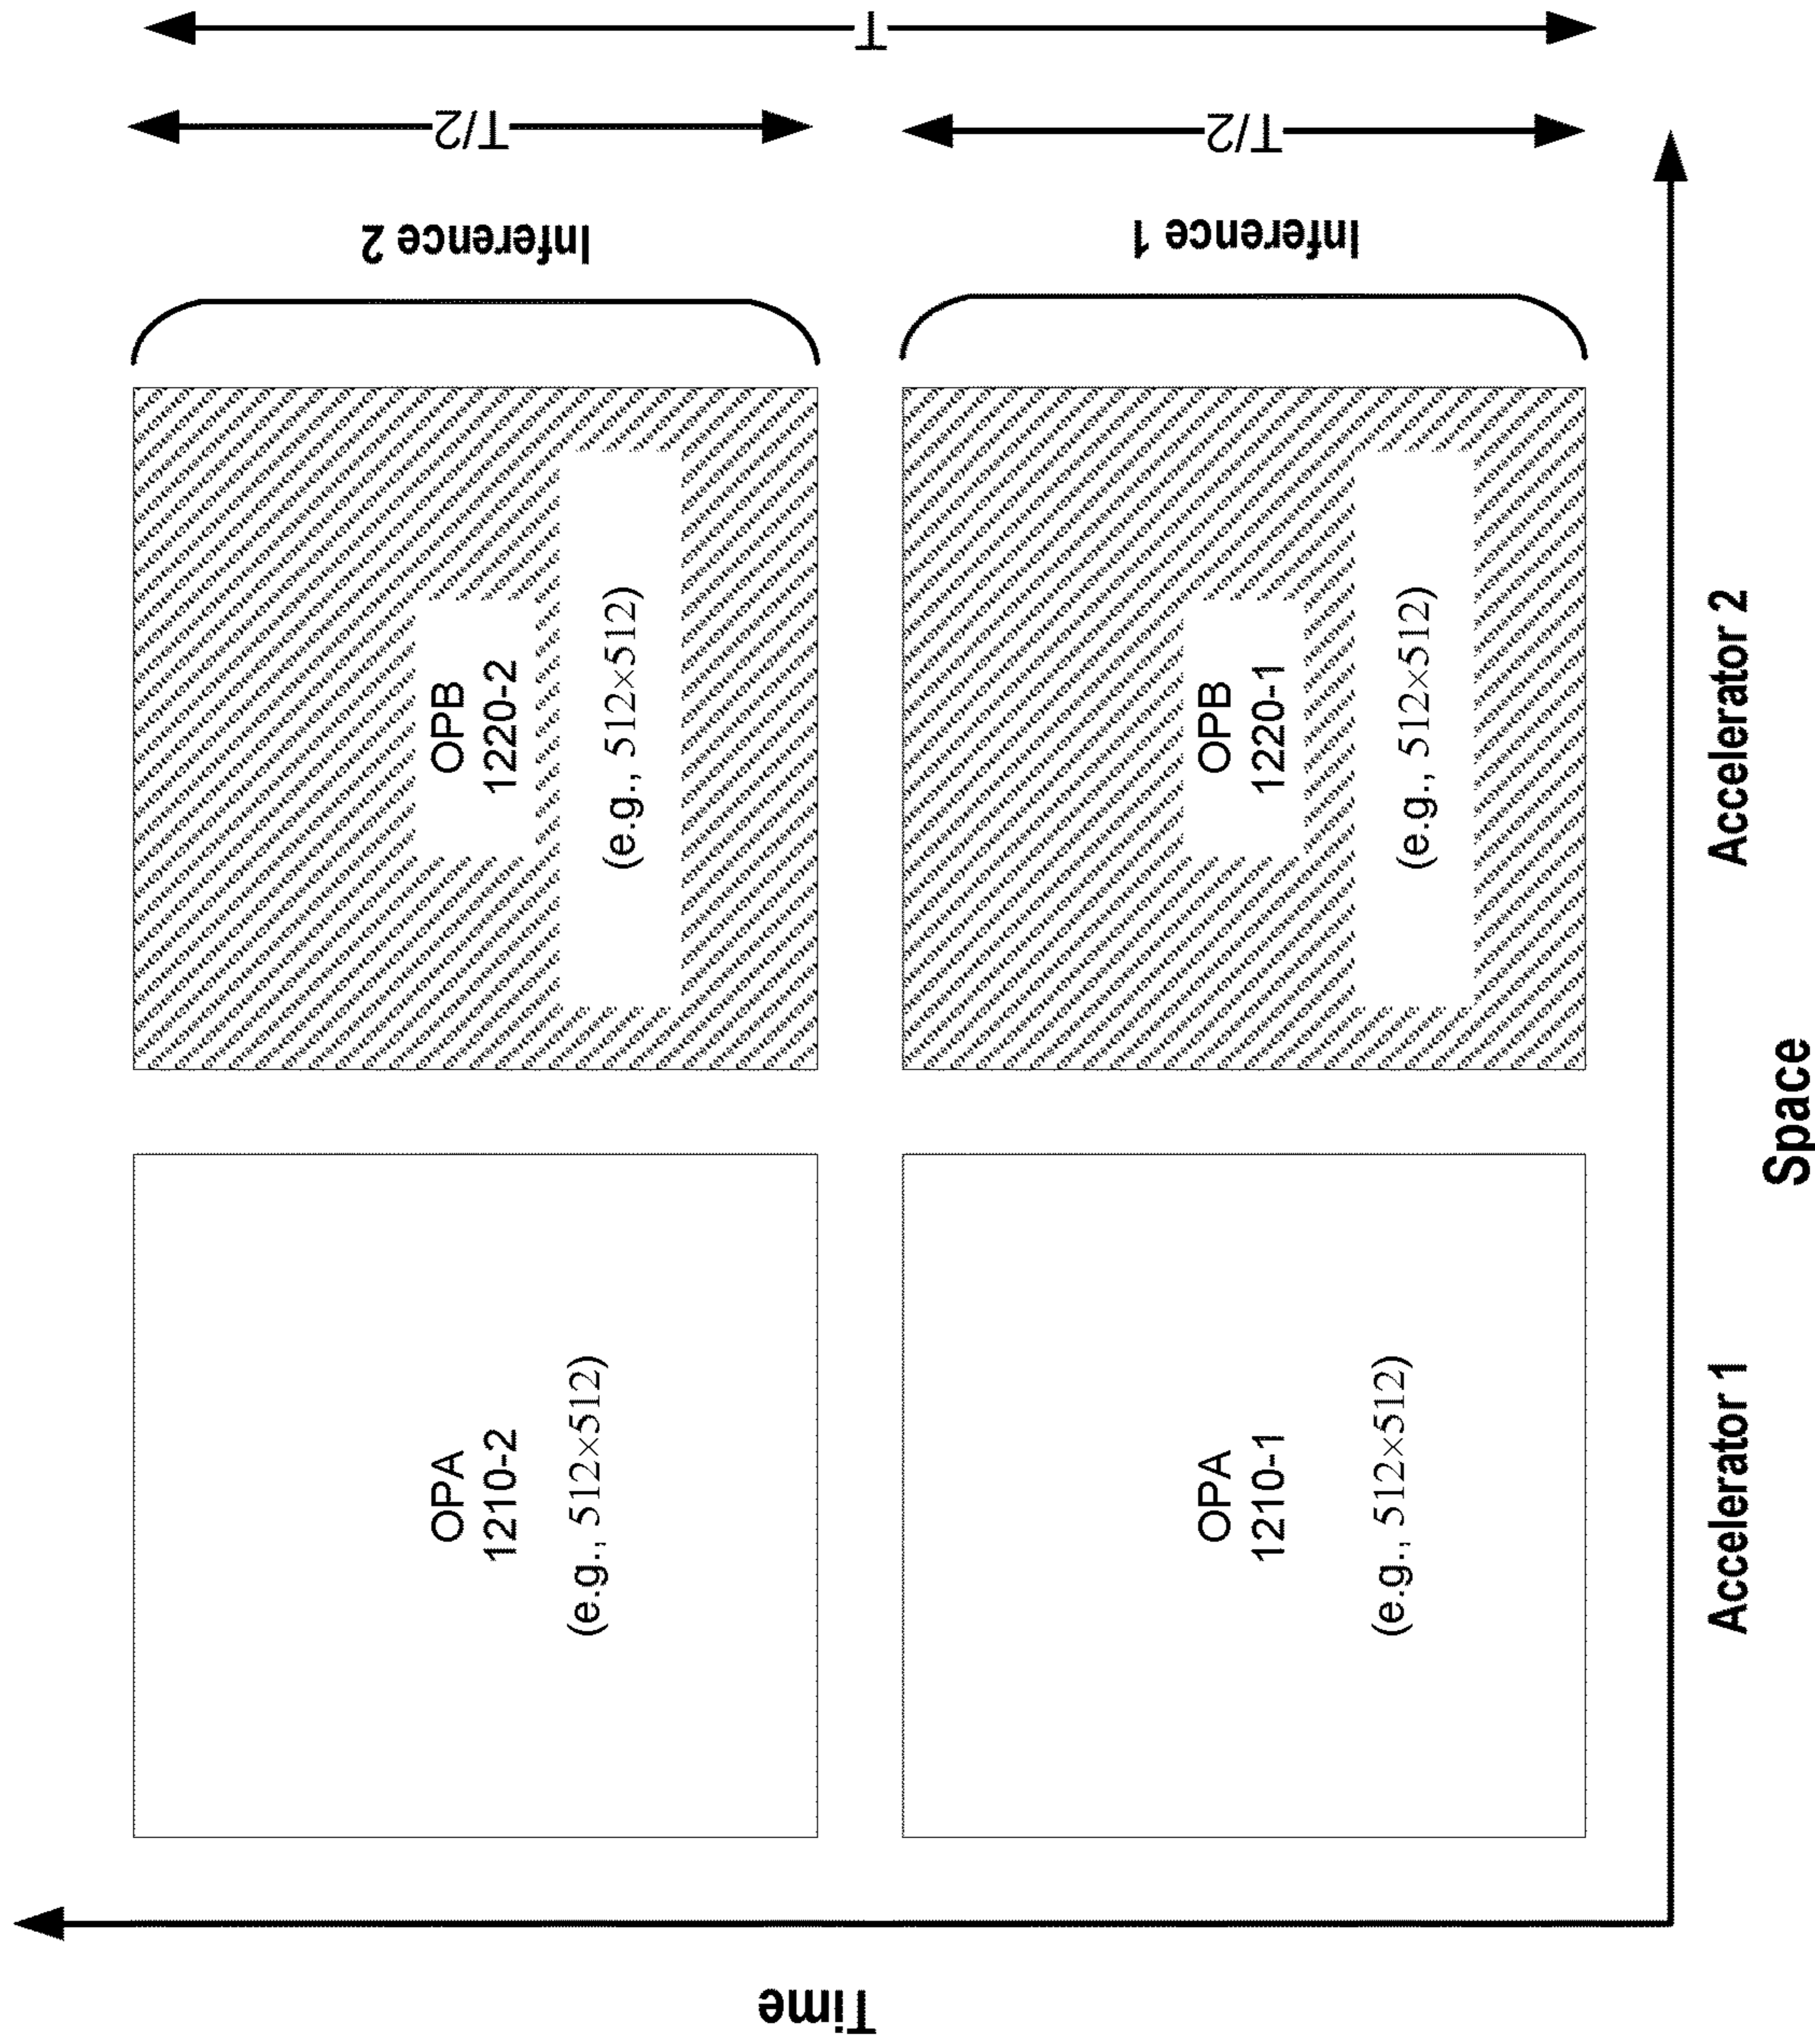 Time
OPA
1210-2
(e.g., 512×512)
OPB
1220-2
(e.g., 512×512)
Inference 2
T/2
T
OPA
1210-1
(e.g., 512×512)
OPB
1220-1
(e.g., 512×512)
Inference 1
T/2
Accelerator 1
Accelerator 2
Space